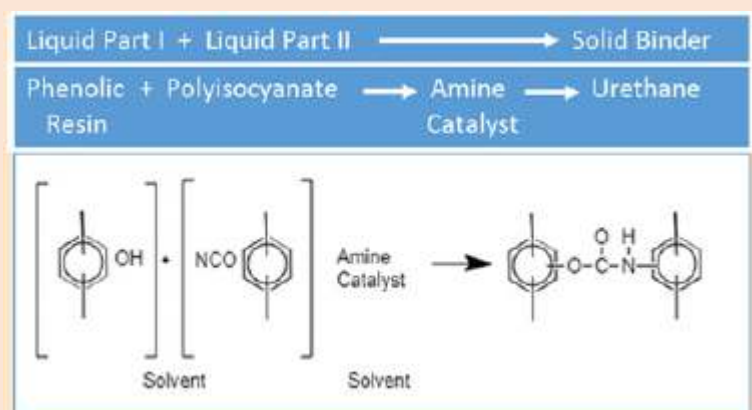 Liquid Part I + Liquid Part II ⟶ Solid Binder
Phenolic + Polyisocyanate ⟶ Amine ⟶ Urethane
Resin Catalyst
OH + NCO Amine Catalyst ⟶ O-C-N- O H
Solvent Solvent